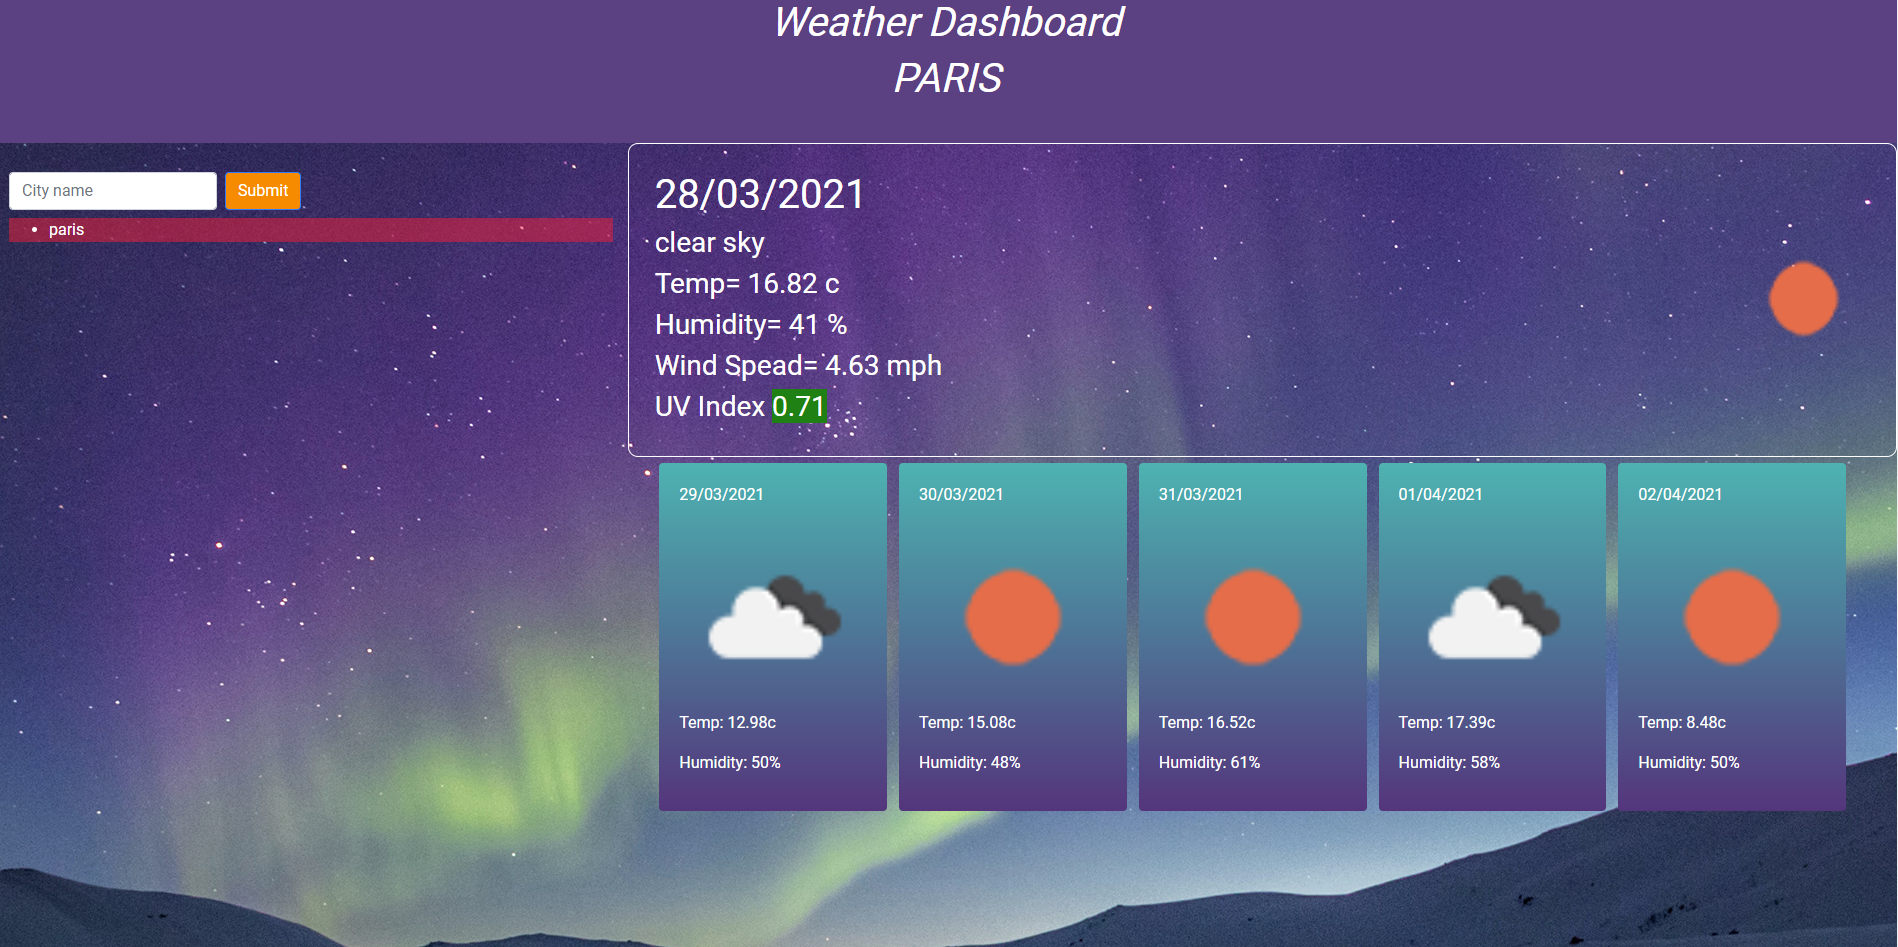 Weather Dashboard
PARIS
City name
Submit
paris
28/03/2021
clear sky
Temp= 16.82 c
Humidity= 41 %
Wind Spead= 4.63 mph
UV Index 0.71
29/03/2021
Temp: 12.98c
Humidity: 50%
30/03/2021
Temp: 15.08c
Humidity: 48%
31/03/2021
Temp: 16.52c
Humidity: 61%
01/04/2021
Temp: 17.39c
Humidity: 58%
02/04/2021
Temp: 8.48c
Humidity: 50%